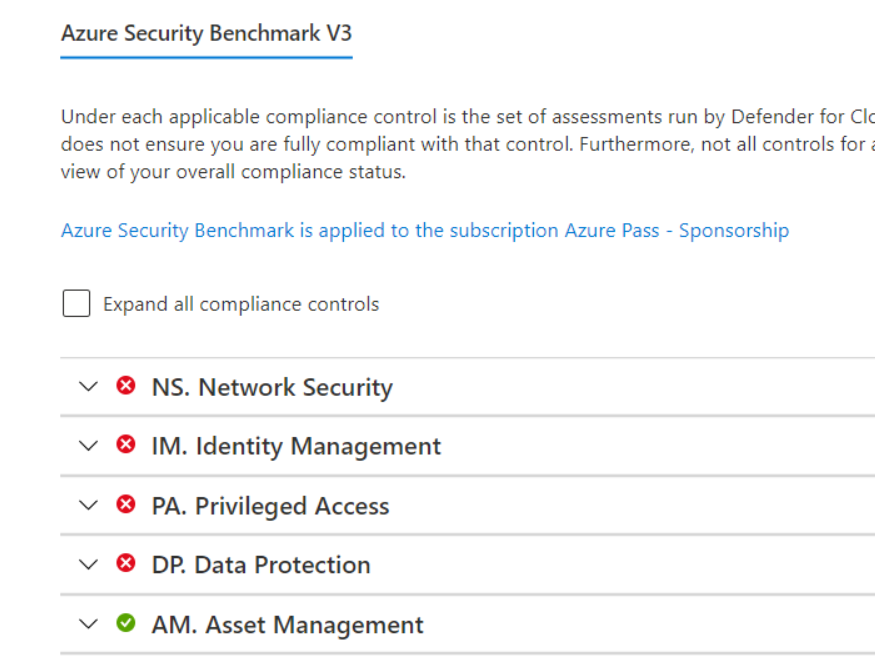 Azure Security Benchmark V3
Under each applicable compliance control is the set of assessments run by Defender for
does not ensure you are fully compliant with that control. Furthermore, not all controls for
view of your overall compliance status.
Azure Security Benchmark is applied to the subscription Azure Pass - Sponsorship
Expand all compliance controls
NS. Network Security
IM. Identity Management
PA. Privileged Access
DP. Data Protection
AM. Asset Management